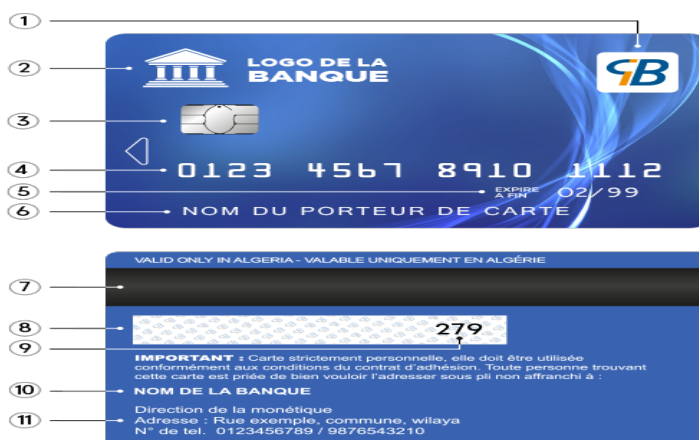 1
2
LOGO DE LA
BANQUE
CIB
3
4
0123 4567 8910 1112
5
EXPIRE
À FIN
02/99
6
NOM DU PORTEUR DE CARTE
VALID ONLY IN ALGERIA - VALABLE UNIQUEMENT EN ALGÉRIE
7
8
279
9
IMPORTANT : Carte strictement personnelle, elle doit être utilisée
conformément aux conditions du contrat d'adhésion. Toute personne trouvant
cette carte est priée de bien vouloir l'adresser sous pli non affranchi à :
10
NOM DE LA BANQUE
Direction de la monétique
11
Adresse : Rue exemple, commune, wilaya
N° de tel. 0123456789 / 9876543210